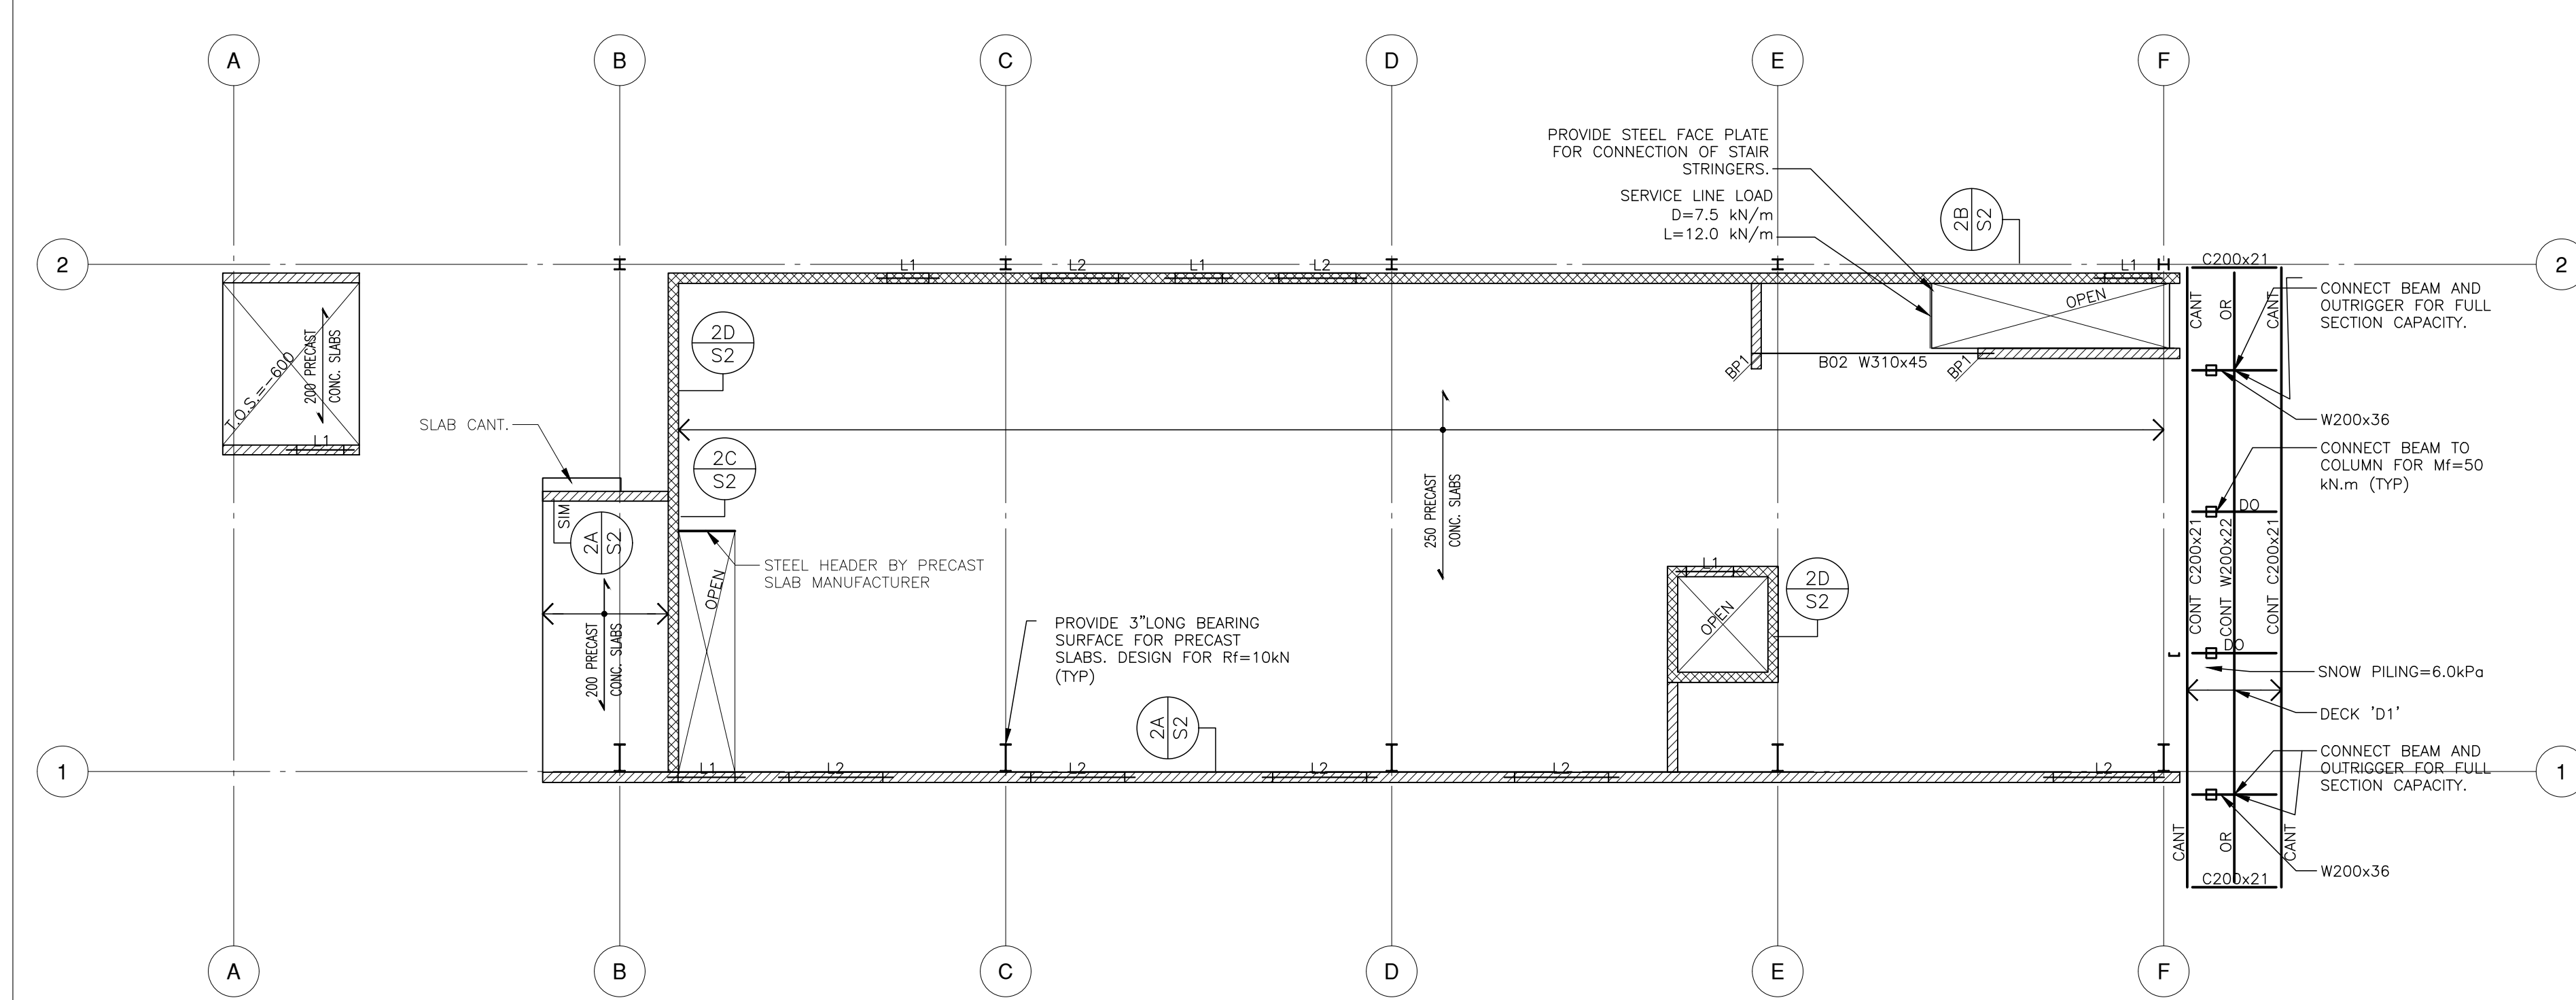 A
B
C
D
E
F
PROVIDE STEEL FACE PLATE
FOR CONNECTION OF STAIR
STRINGERS.
SERVICE LINE LOAD
D=7.5 kN/m
L=12.0 kN/m
2B
S2
2
L1
L2
L1
L2
L1
C200x21
2
OPEN
CANT
OR
CANT
CONNECT BEAM AND
OUTRIGGER FOR FULL
SECTION CAPACITY.
2D
S2
200 PRECAST
CONC. SLABS
T.O.S.=-600
L1
BP1
B02 W310x45
BP1
W200x36
SLAB CANT.
2C
S2
CONNECT BEAM TO
COLUMN FOR Mf=50
kN.m (TYP)
250 PRECAST
CONC. SLABS
SIM
2A
S2
DO
CONT C200x21
CONT W200x22
CONT C200x21
STEEL HEADER BY PRECAST
SLAB MANUFACTURER
OPEN
L1
OPEN
2D
S2
200 PRECAST
CONC. SLABS
PROVIDE 3"LONG BEARING
SURFACE FOR PRECAST
SLABS. DESIGN FOR Rf=10kN
(TYP)
DO
SNOW PILING=6.0kPa
DECK 'D1'
2A
S2
1
L1
L2
L2
L2
L2
L2
CONNECT BEAM AND
OUTRIGGER FOR FULL
SECTION CAPACITY.
1
CANT
OR
CANT
W200x36
C200x21
A
B
C
D
E
F